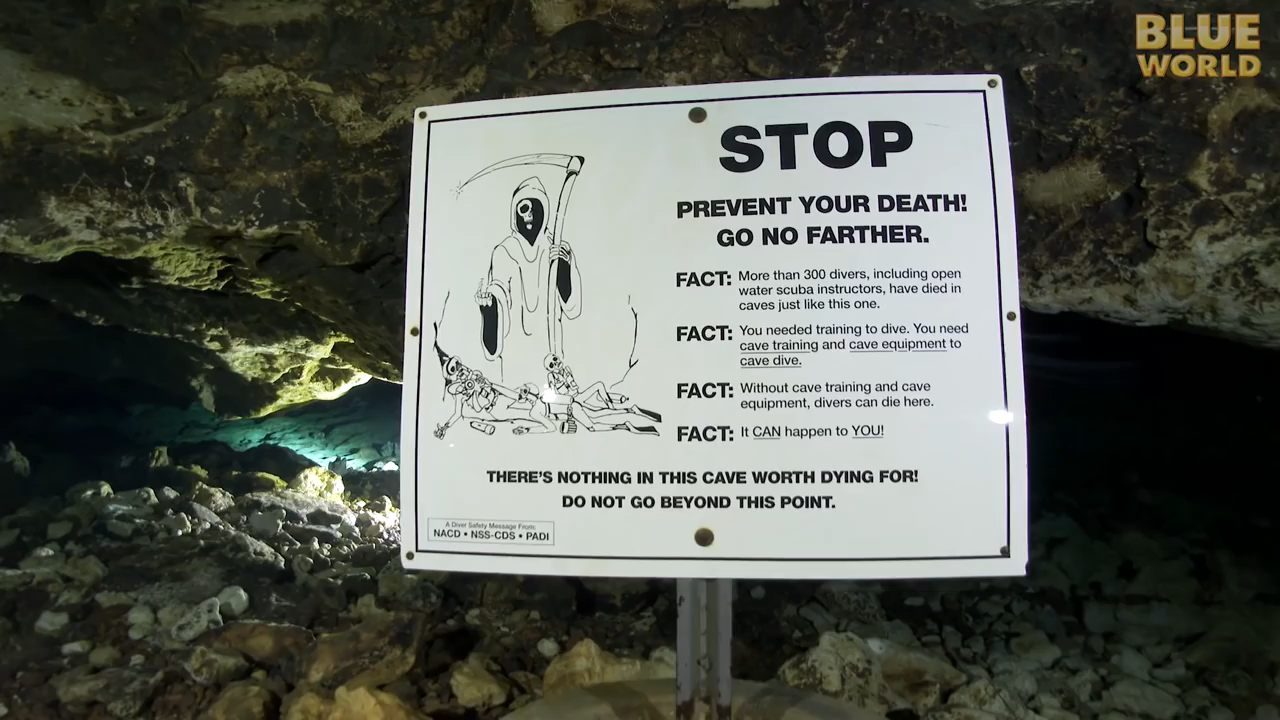 BLUE
WORLD
STOP
PREVENT YOUR DEATH!
GO NO FARTHER.
FACT: More than 300 divers, including open
water scuba instructors, have died in
caves just like this one.
FACT: You needed training to dive. You need
cave training and cave equipment to
cave dive.
FACT: Without cave training and cave
equipment, divers can die here.
FACT: It CAN happen to YOU!
THERE'S NOTHING IN THIS CAVE WORTH DYING FOR!
DO NOT GO BEYOND THIS POINT.
A Diver Safety Message From:
NACD • NSS-CDS • PADI